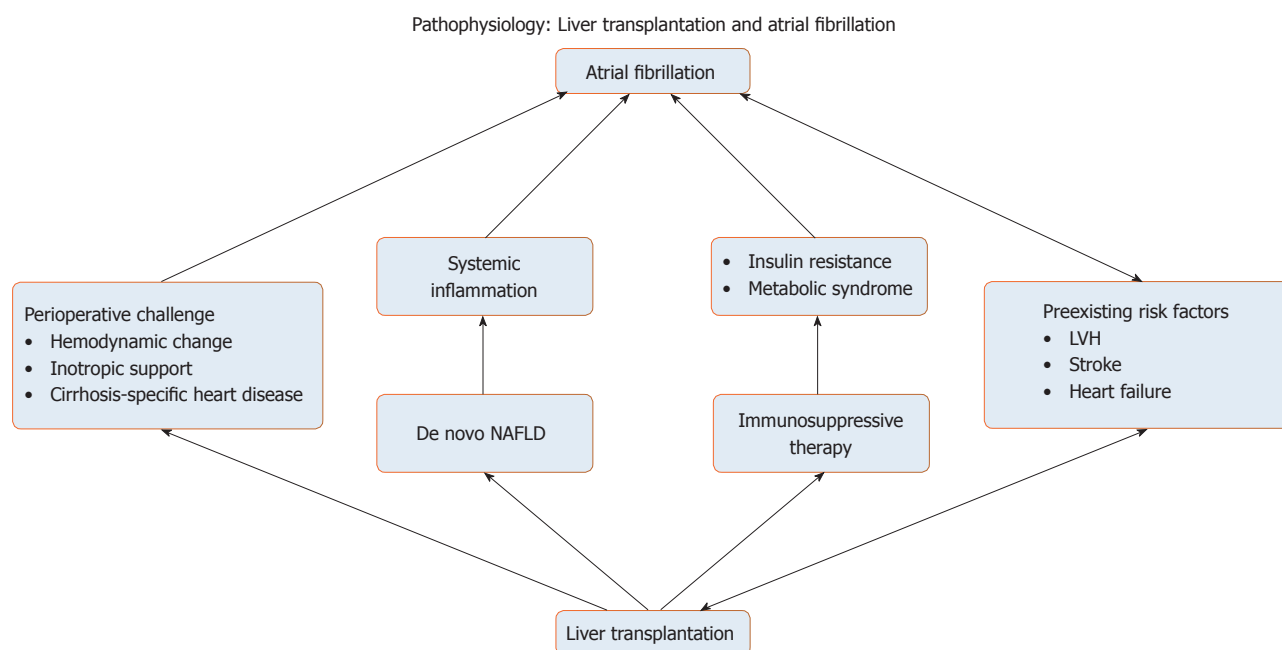 Pathophysiology: Liver transplantation and atrial fibrillation
Atrial fibrillation
Systemic
inflammation
• Insulin resistance
• Metabolic syndrome
Perioperative challenge
• Hemodynamic change
• Inotropic support
• Cirrhosis-specific heart disease
Preexisting risk factors
• LVH
• Stroke
• Heart failure
De novo NAFLD
Immunosuppressive
therapy
Liver transplantation